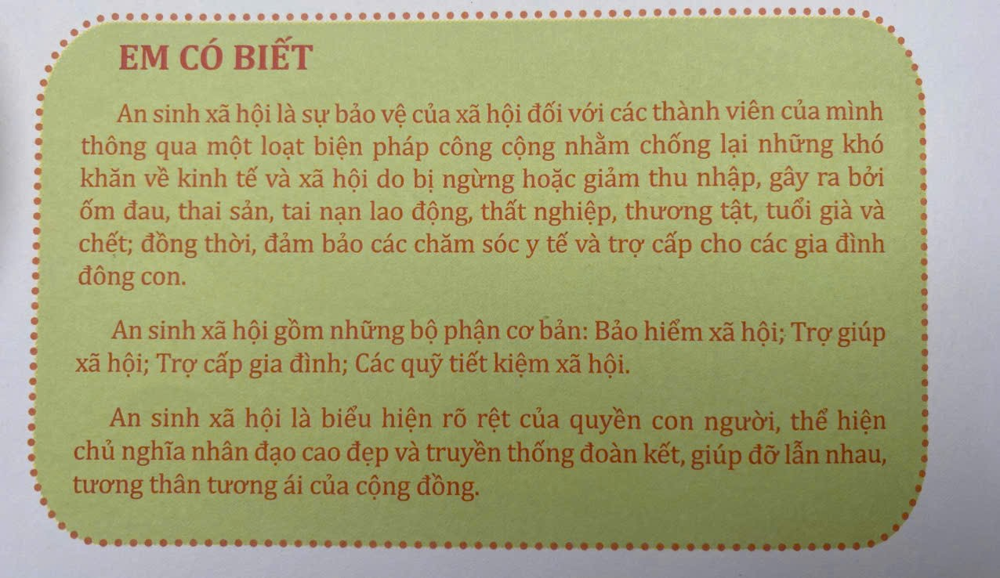 EM CÓ BIẾT
An sinh xã hội là sự bảo vệ của xã hội đối với các thành viên của mình
thông qua một loạt biện pháp công cộng nhằm chống lại những khó
khăn về kinh tế và xã hội do bị ngừng hoặc giảm thu nhập, gây ra bởi
ốm đau, thai sản, tai nạn lao động, thất nghiệp, thương tật, tuổi già và
chết; đồng thời, đảm bảo các chăm sóc y tế và trợ cấp cho các gia đình
đông con.
An sinh xã hội gồm những bộ phận cơ bản: Bảo hiểm xã hội; Trợ giúp
xã hội; Trợ cấp gia đình; Các quỹ tiết kiệm xã hội.
An sinh xã hội là biểu hiện rõ rệt của quyền con người, thể hiện
chủ nghĩa nhân đạo cao đẹp và truyền thống đoàn kết, giúp đỡ lẫn nhau,
tương thân tương ái của cộng đồng.